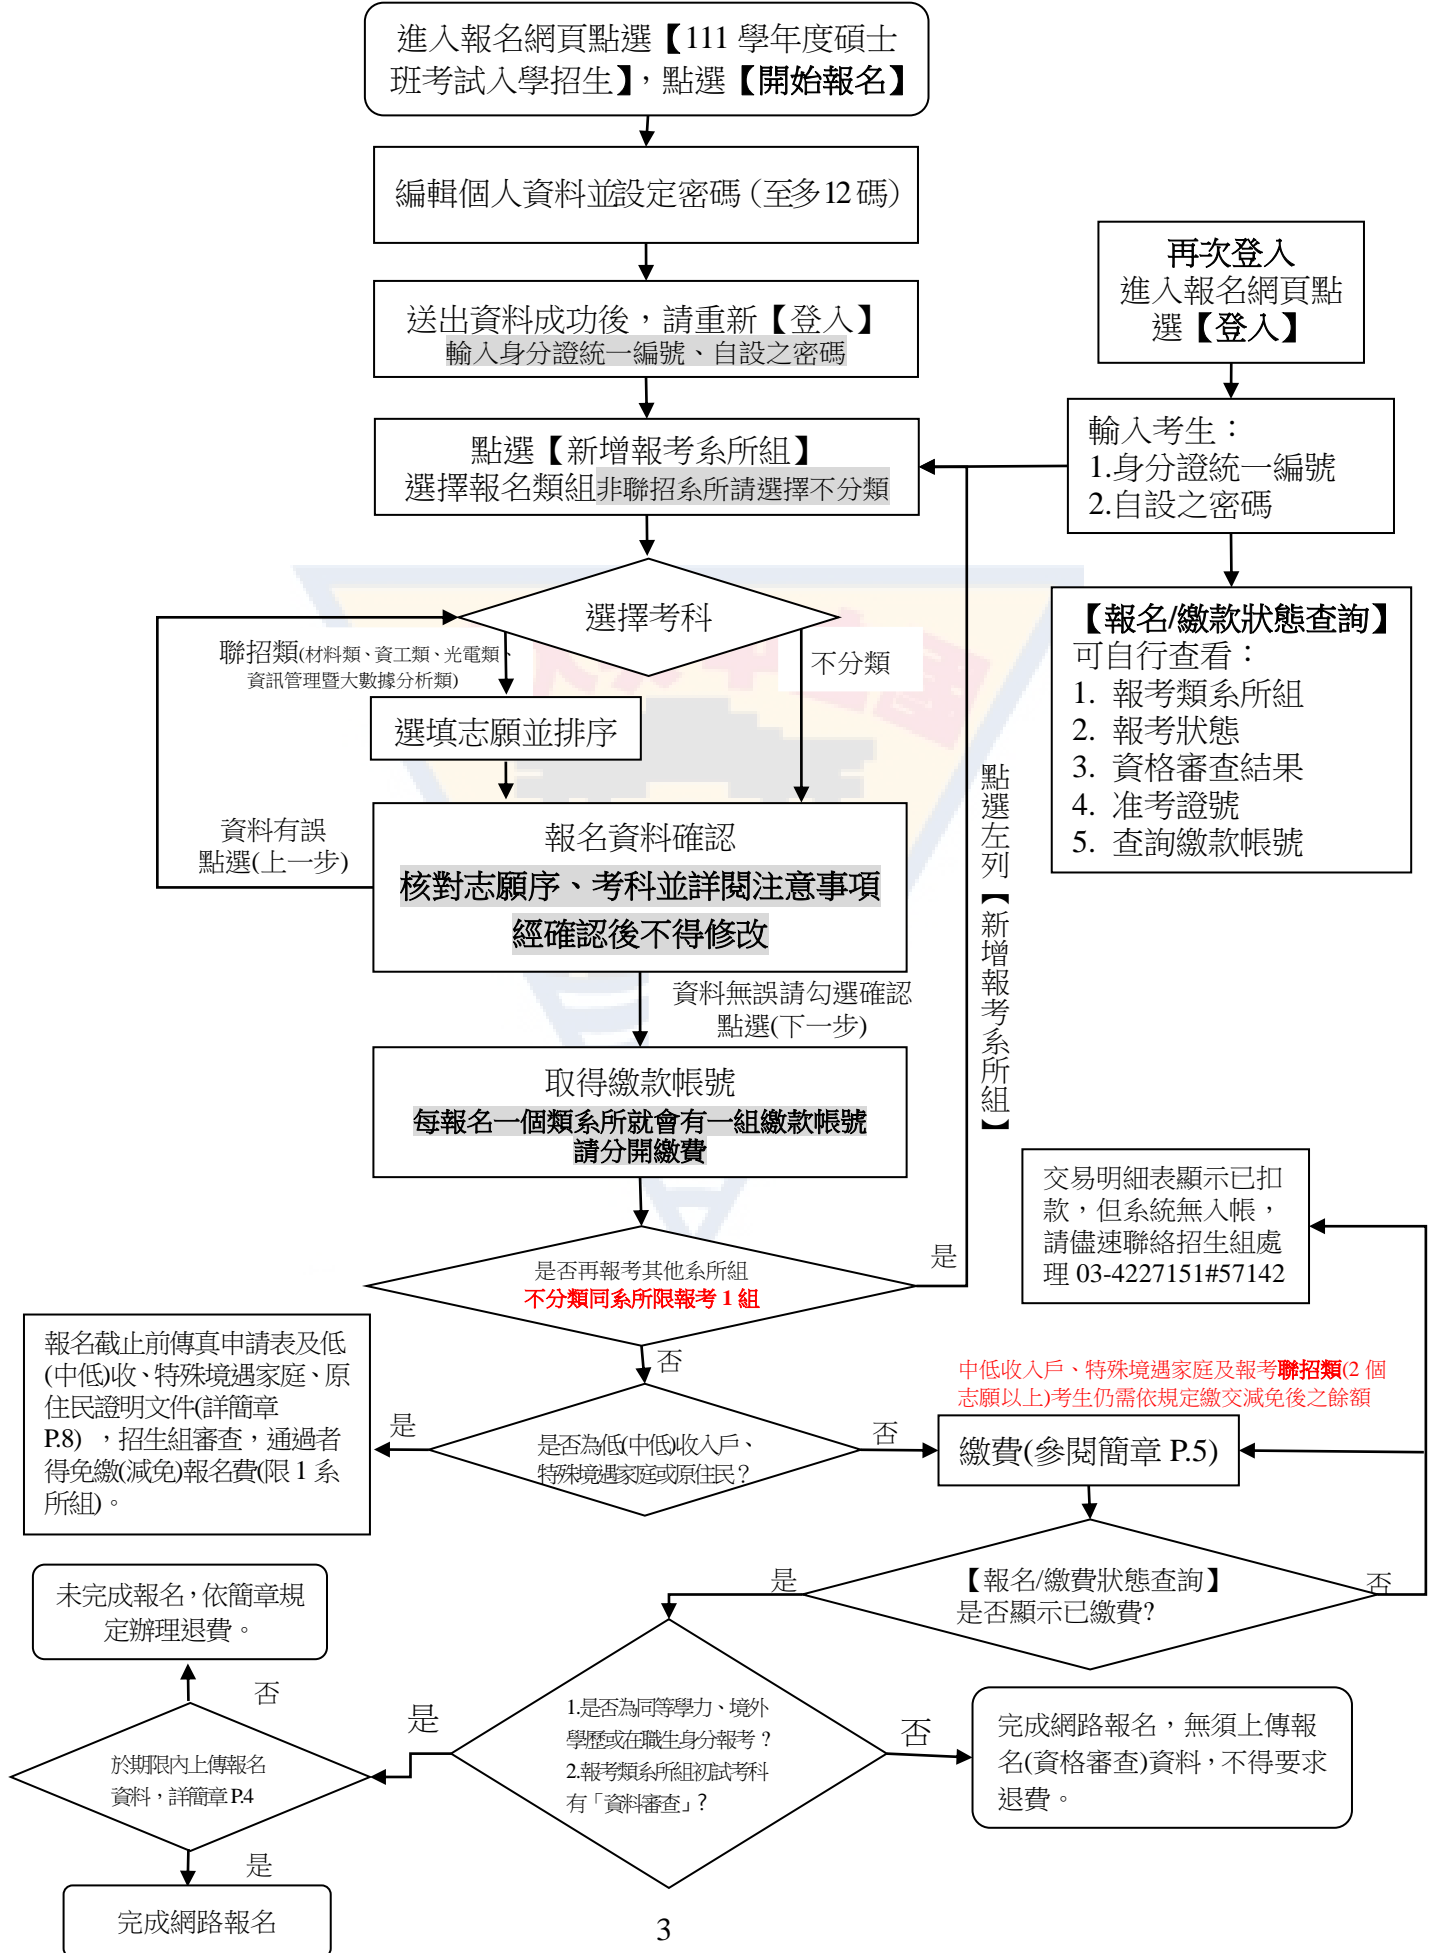 進入報名網頁點選【111 學年度碩士
班考試入學招生】，點選【開始報名】
編輯個人資料並設定密碼（至多12碼）
送出資料成功後，請重新【登入】
輸入身分證統一編號、自設之密碼
再次登入
進入報名網頁點
選【登入】
點選【新增報考系所組】
選擇報名類組非聯招系所請選擇不分類
輸入考生：
1.身分證統一編號
2.自設之密碼
選擇考科
聯招類(材料類、資工類、光電類、
資訊管理暨大數據分析類)
不分類
【報名/繳款狀態查詢】
可自行查看：
1. 報考類系所組
2. 報考狀態
3. 資格審查結果
4. 准考證號
5. 查詢繳款帳號
選填志願並排序
資料有誤
點選(上一步)
報名資料確認
核對志願序、考科並詳閱注意事項
經確認後不得修改
點選左列【新增報考系所組】
資料無誤請勾選確認
點選(下一步)
取得繳款帳號
每報名一個類系所就會有一組繳款帳號
請分開繳費
交易明細表顯示已扣
款，但系統無入帳，
請儘速聯絡招生組處
理 03-4227151#57142
是否再報考其他系所組
不分類同系所限報考 1 組
是
否
報名截止前傳真申請表及低
(中低)收、特殊境遇家庭、原
住民證明文件(詳簡章
P.8) ，招生組審查，通過者
得免繳(減免)報名費(限 1 系
所組)。
是
是否為低(中低)收入戶、
特殊境遇家庭或原住民？
否
中低收入戶、特殊境遇家庭及報考聯招類(2 個
志願以上)考生仍需依規定繳交減免後之餘額
繳費(參閱簡章 P.5)
【報名/繳費狀態查詢】
是否顯示已繳費?
是
否
未完成報名，依簡章規
定辦理退費。
否
於期限內上傳報名
資料，詳簡章 P.4
是
是
1.是否為同等學力、境外
學歷或在職生身分報考？
2.報考類系所組初試考科
有「資料審查」？
否
完成網路報名，無須上傳報
名(資格審查)資料，不得要求
退費。
完成網路報名
3